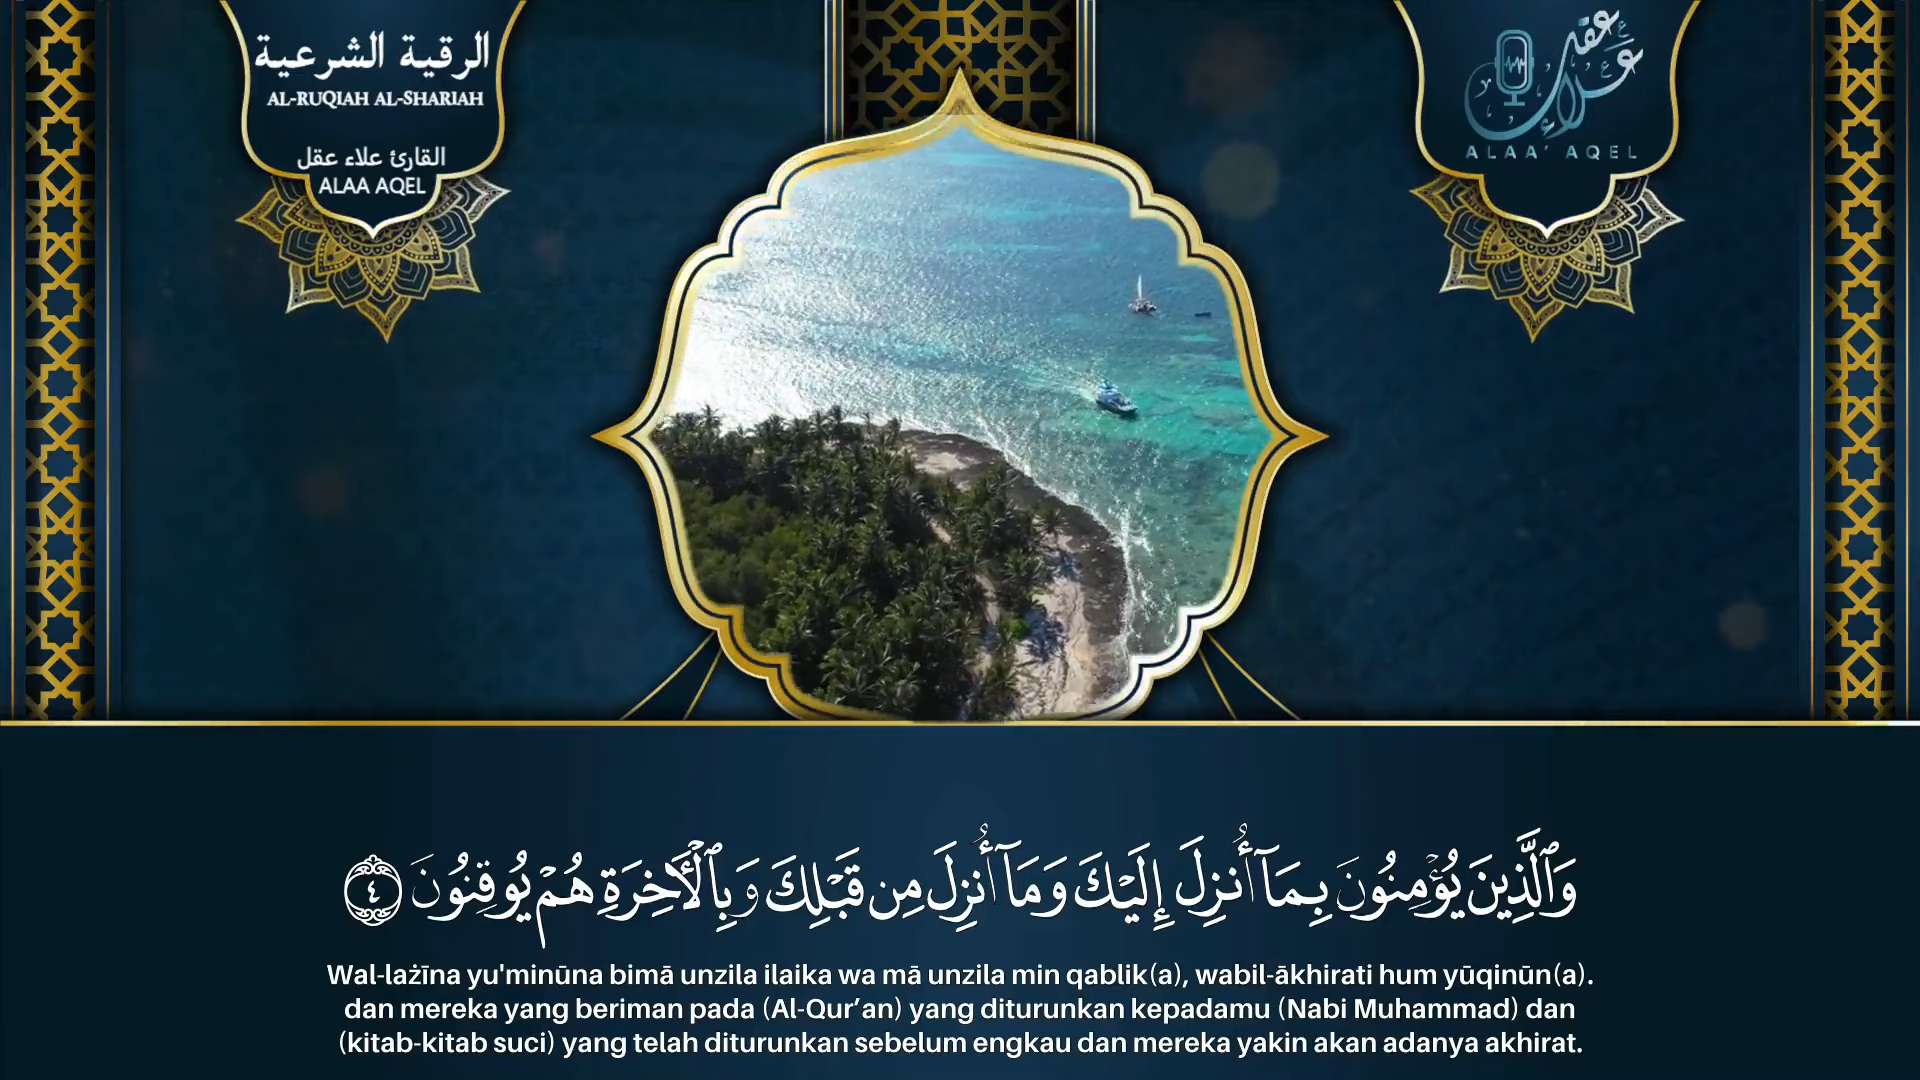 الرقية الشرعية
AL-RUQIAH AL-SHARIAH
القارئ علاء عقل
ALAA AQEL
علاء عقل
ALAA' AQEL
وَٱلَّذِينَ يُؤۡمِنُونَ بِمَآ أُنزِلَ إِلَيۡكَ وَمَآ أُنزِلَ مِن قَبۡلِكَ وَبِٱلۡأٓخِرَةِ هُمۡ يُوقِنُونَ ٤
Wal-lażīna yu'minūna bimā unzila ilaika wa mā unzila min qablik(a), wabil-ākhirati hum yūqinūn(a).
dan mereka yang beriman pada (Al-Qur’an) yang diturunkan kepadamu (Nabi Muhammad) dan
(kitab-kitab suci) yang telah diturunkan sebelum engkau dan mereka yakin akan adanya akhirat.